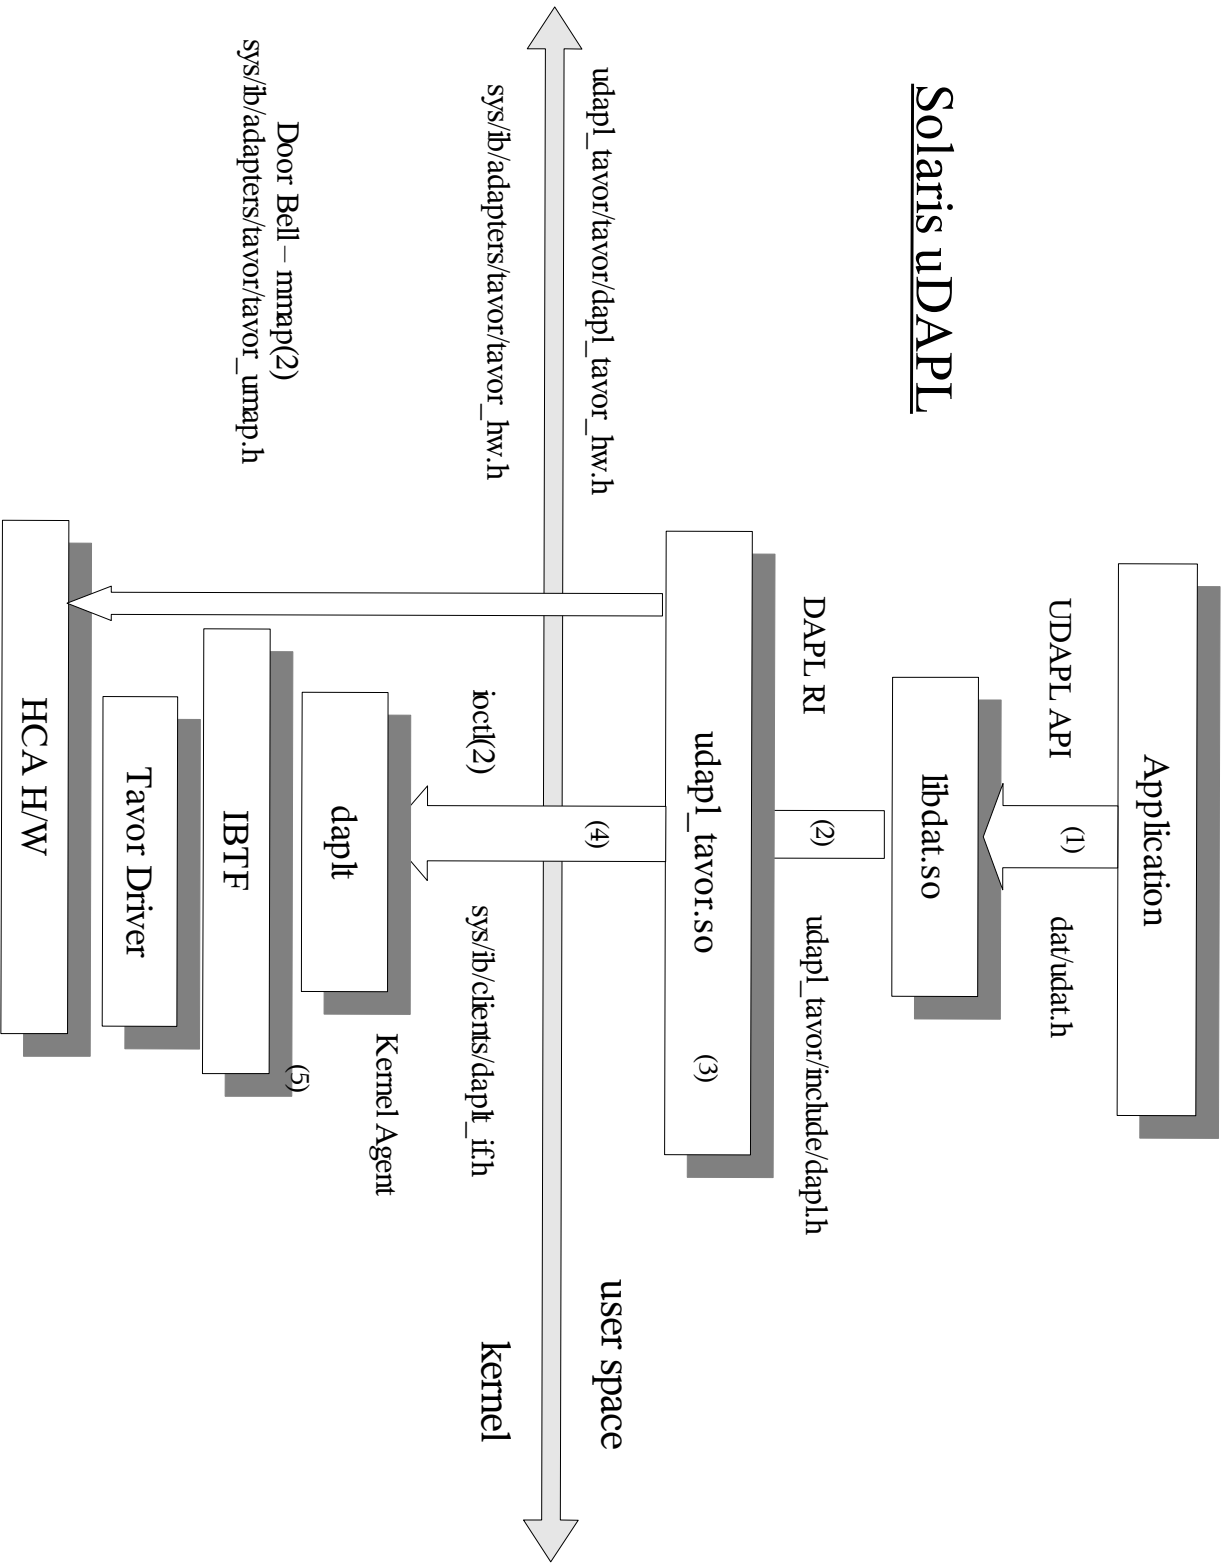 Solaris uDAPL
Application
UDAPL API
(1)
dat/udat.h
libdat.so
DAPL RI
(2)
udapl_tavor/include/dapl.h
udapl_tavor.so
(3)
udapl_tavor/tavor/dapl_tavor_hw.h
(4)
user space
sys/ib/adapters/tavor/tavor_hw.h
ioctl(2)
sys/ib/clients/daplt_if.h
kernel
daplt
Kernel Agent
Door Bell – mmap(2)
sys/ib/adapters/tavor/tavor_umap.h
(5)
IBTF
Tavor Driver
HCA H/W